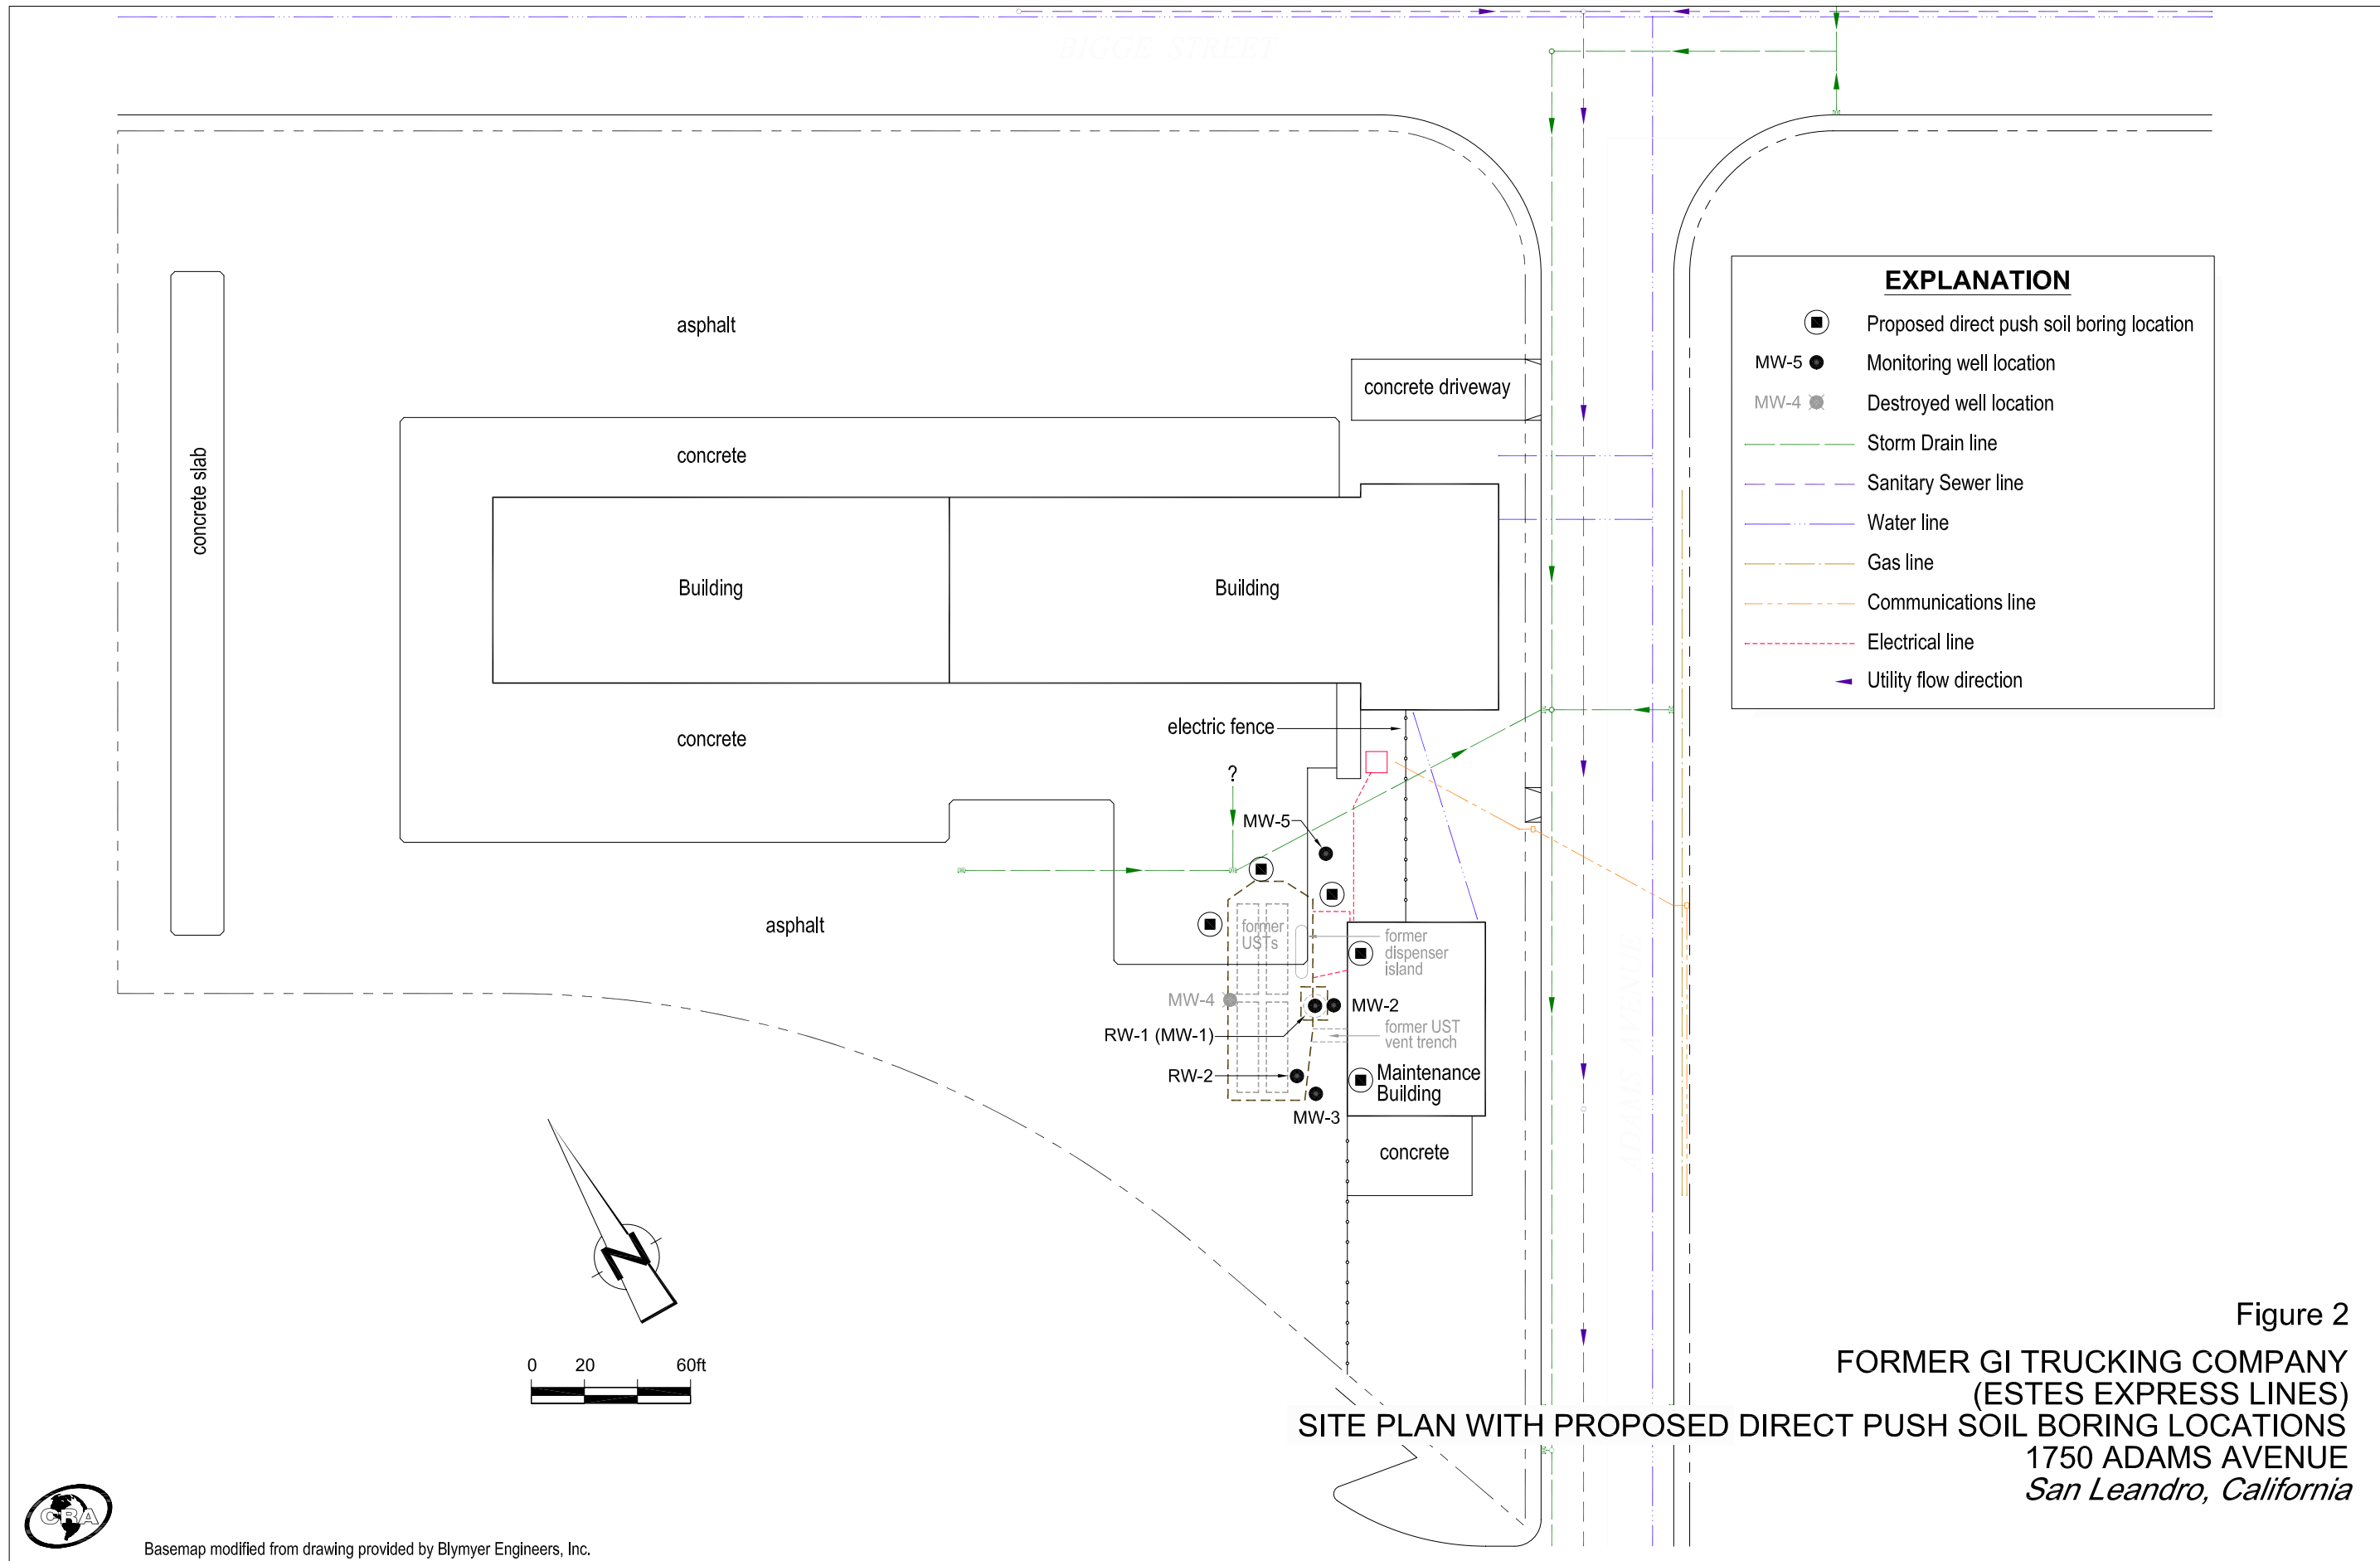 BIGGE STREET
asphalt
concrete driveway
concrete slab
concrete
Building
Building
EXPLANATION
Proposed direct push soil boring location
MW-5
Monitoring well location
MW-4
Destroyed well location
Storm Drain line
Sanitary Sewer line
Water line
Gas line
Communications line
Electrical line
Utility flow direction
electric fence
concrete
?
MW-5
asphalt
former
USTs
former
dispenser
island
MW-4
MW-2
RW-1 (MW-1)
former UST
vent trench
RW-2
Maintenance
Building
MW-3
concrete
N
0 20 60ft
Figure 2
FORMER GI TRUCKING COMPANY
(ESTES EXPRESS LINES)
SITE PLAN WITH PROPOSED DIRECT PUSH SOIL BORING LOCATIONS
1750 ADAMS AVENUE
San Leandro, California
CRA
Basemap modified from drawing provided by Blymyer Engineers, Inc.